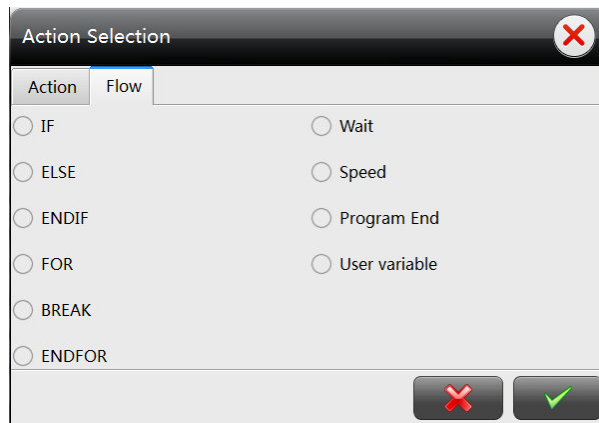 Action Selection
Action Flow
IF
ELSE
ENDIF
FOR
BREAK
ENDFOR
Wait
Speed
Program End
User variable